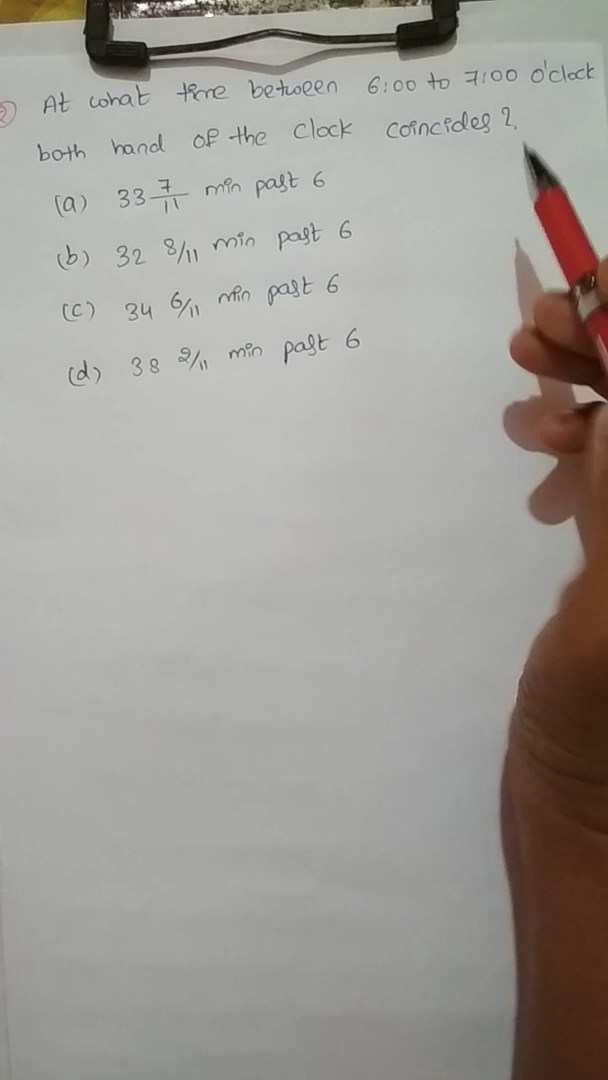 2) At what time between 6:00 to 7:00 o'clock
both hand of the clock coincides?
(a) 33 7/11 min past 6
(b) 32 8/11 min past 6
(c) 34 6/11 min past 6
(d) 38 2/11 min past 6